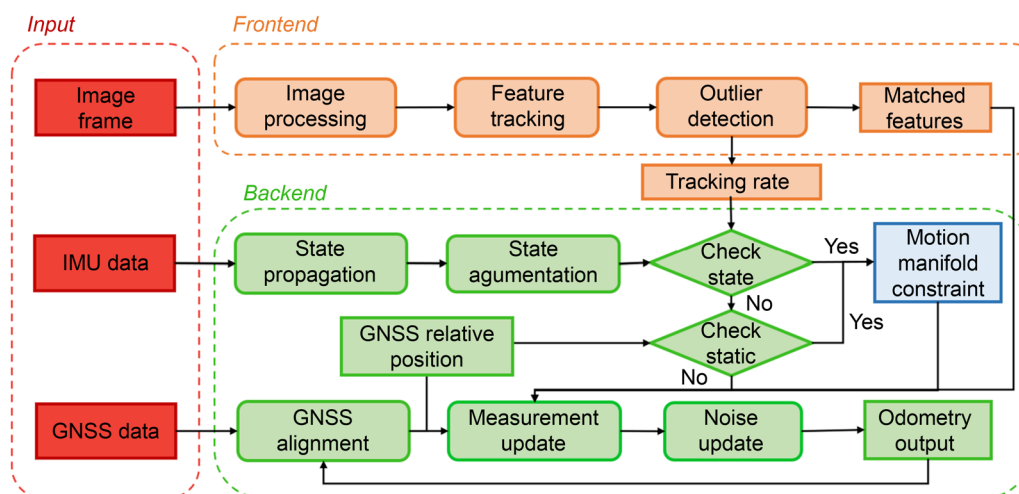 Input
Frontend
Image
frame
Image
processing
Feature
tracking
Outlier
detection
Matched
features
Tracking rate
Backend
IMU data
State
propagation
State
agumentation
Check
state
Yes
Motion
manifold
constraint
No
Yes
GNSS relative
position
Check
static
No
GNSS data
GNSS
alignment
Measurement
update
Noise
update
Odometry
output